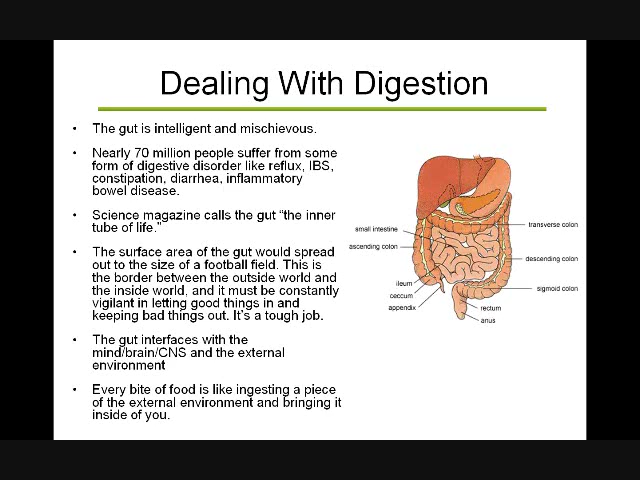 Dealing With Digestion
• The gut is intelligent and mischievous.
• Nearly 70 million people suffer from some
form of digestive disorder like reflux, IBS,
constipation, diarrhea, inflammatory
bowel disease.
• Science magazine calls the gut “the inner
tube of life.”
• The surface area of the gut would spread
out to the size of a football field. This is
the border between the outside world and
the inside world, and it must be constantly
vigilant in letting good things in and
keeping bad things out. It’s a tough job.
• The gut interfaces with the
mind/brain/CNS and the external
environment
• Every bite of food is like ingesting a piece
of the external environment and bringing it
inside of you.
small intestine
ascending colon
ileum
ceccum
appendix
transverse colon
descending colon
sigmoid colon
rectum
anus